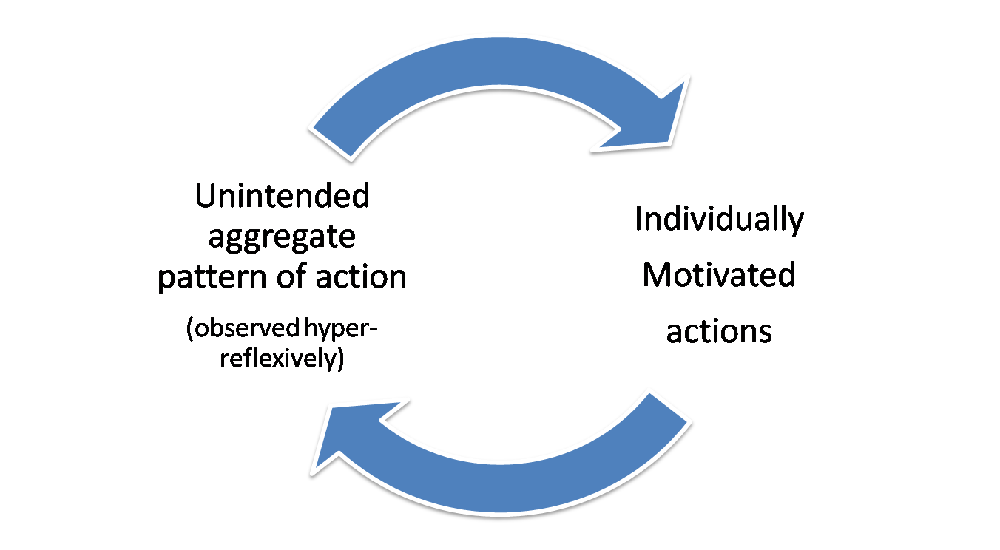 Unintended
aggregate
pattern of action
(observed hyper-
reflexively)
Individually
Motivated
actions